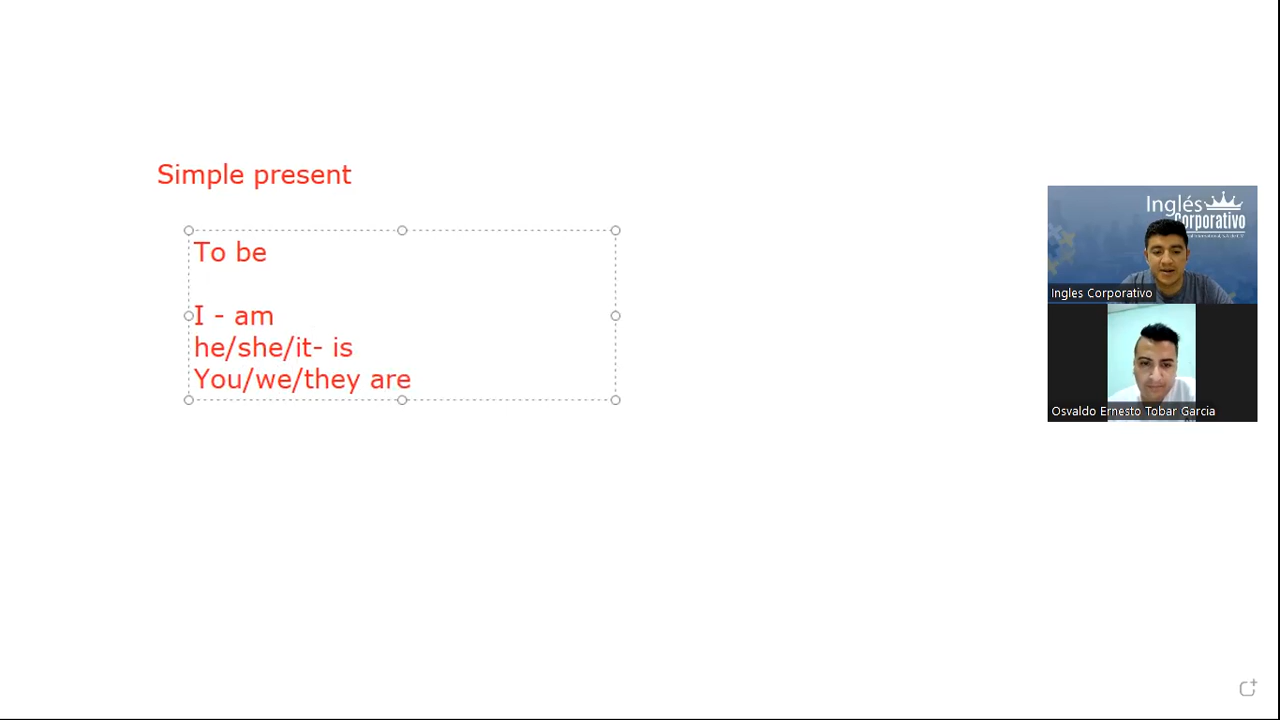 Simple present
To be
I - am
he/she/it- is
You/we/they are
Inglés
Corporativo
Ingles Corporativo
Osvaldo Ernesto Tobar Garcia